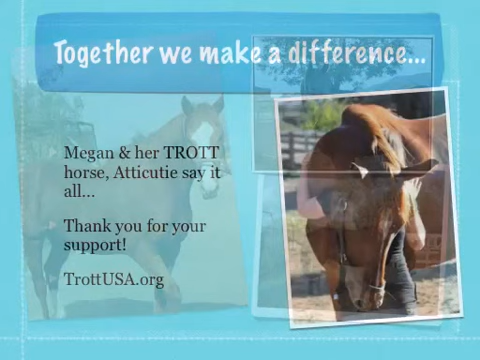 Together we make a difference...
Megan & her TROTT
horse, Atticutie say it
all...
Thank you for your
support!
TrottUSA.org